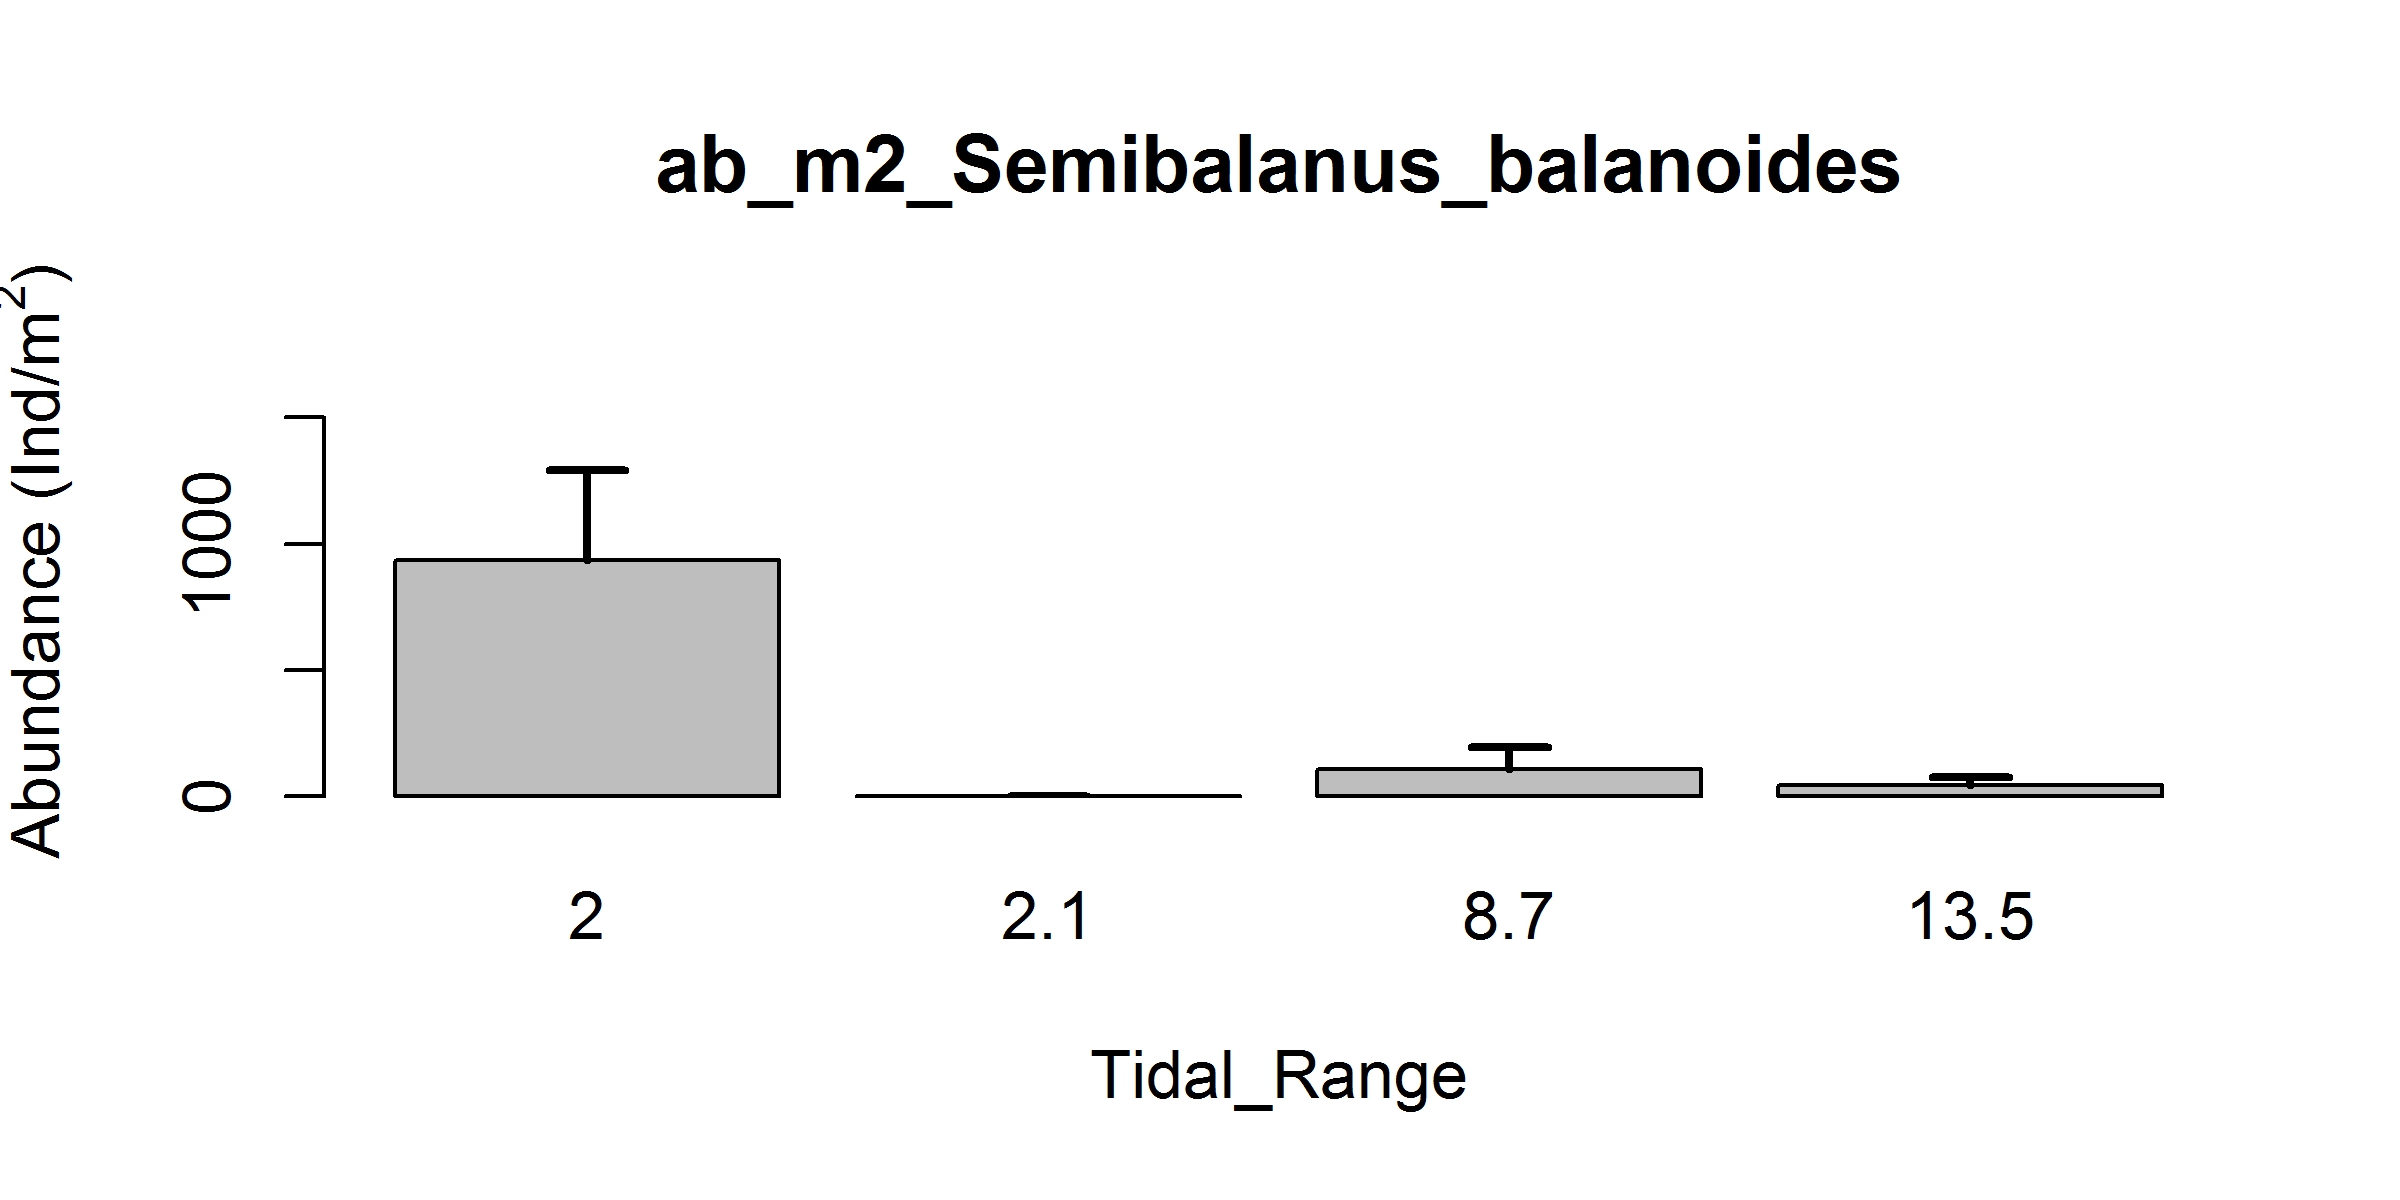 ab_m2_Semibalanus_balanoides
Abundance (Ind/m²)
1000
0
2 2.1 8.7 13.5
Tidal_Range